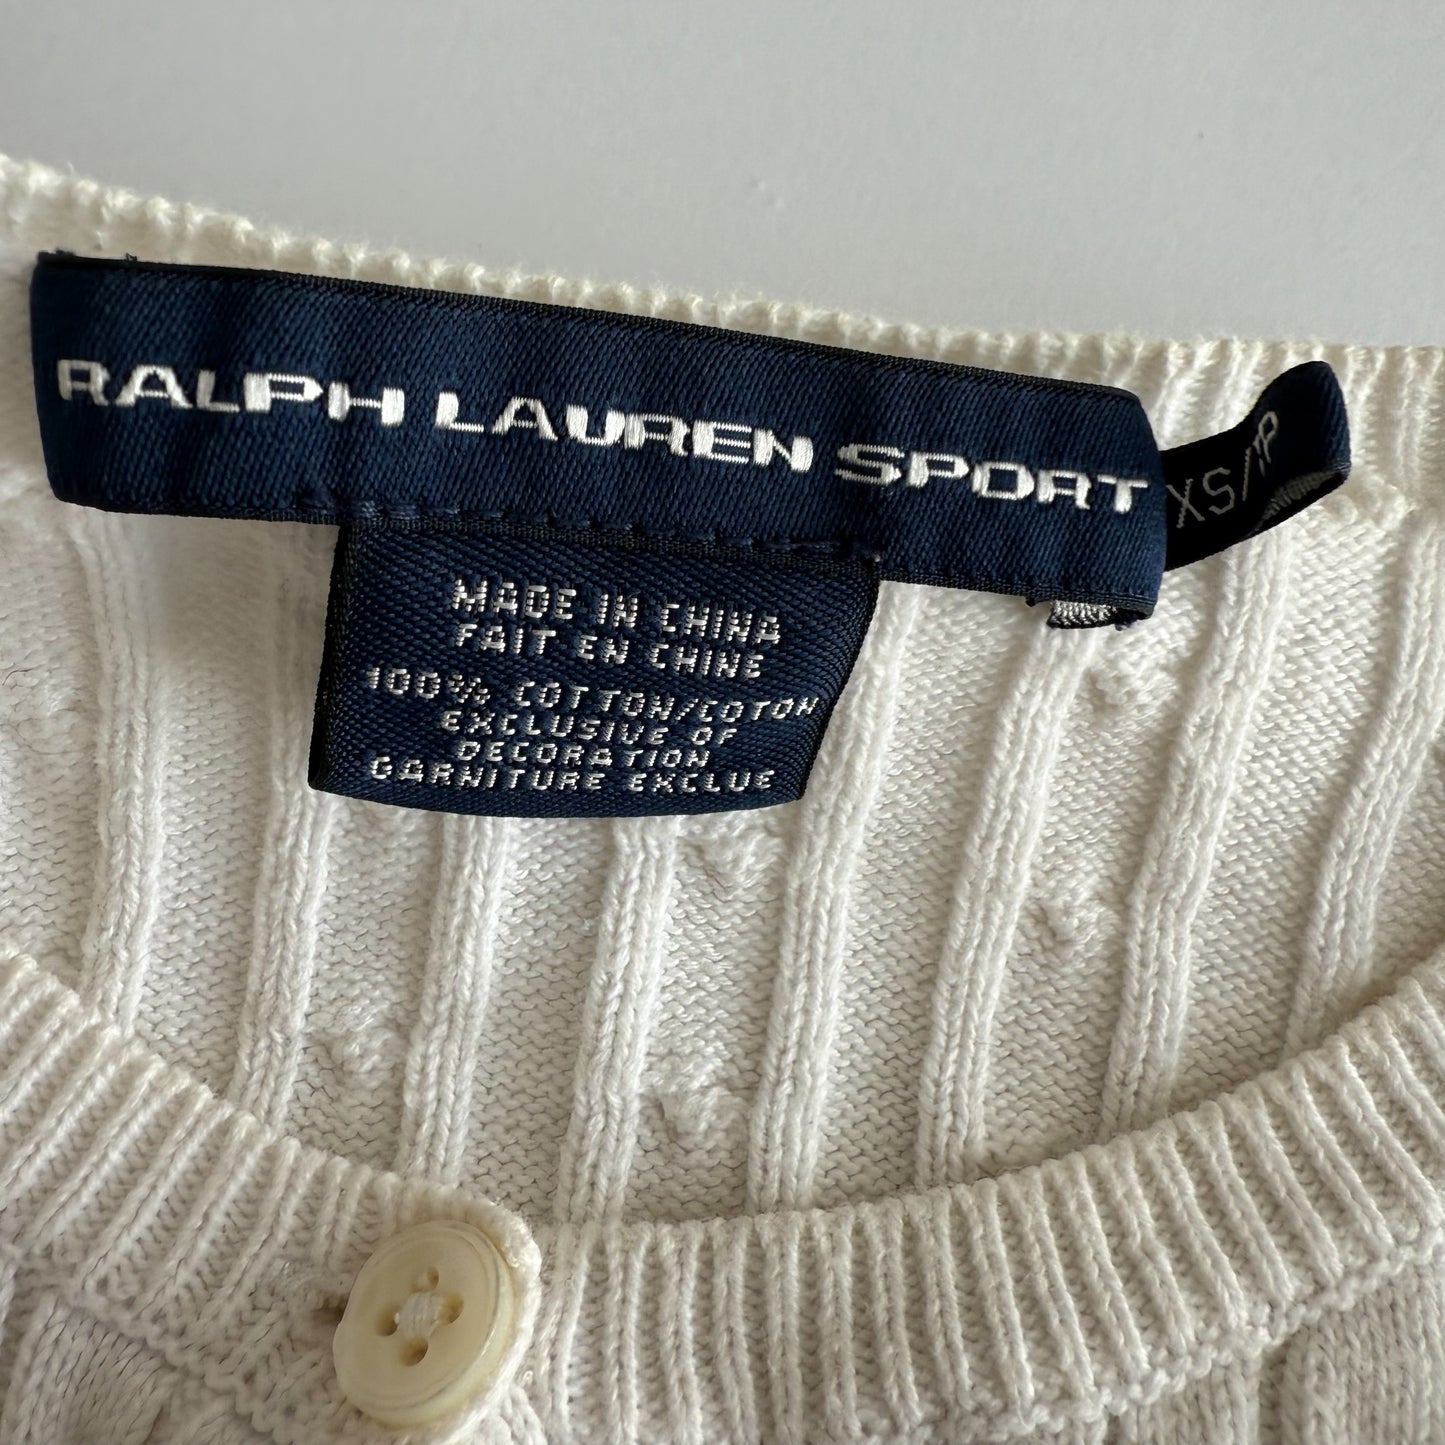 RALPH LAUREN SPORT
XS/TP
MADE IN CHINA
FAIT EN CHINE
100% COTTON/COTON
EXCLUSIVE OF
DECORATION
GARNITURE EXCLUE